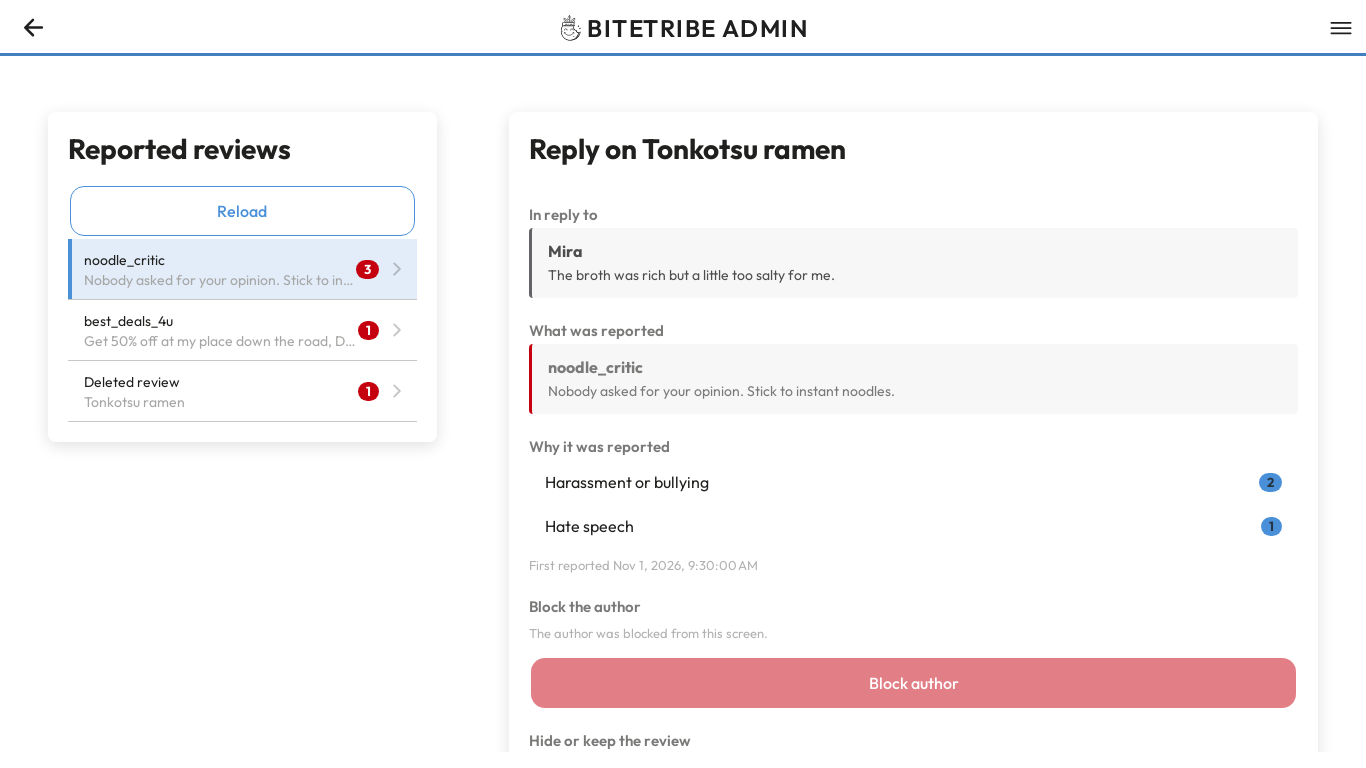 BITETRIBE ADMIN
Reported reviews
Reload
noodle_critic
Nobody asked for your opinion. Stick to in...
3
best_deals_4u
Get 50% off at my place down the road, D...
1
Deleted review
Tonkotsu ramen
1
Reply on Tonkotsu ramen
In reply to
Mira
The broth was rich but a little too salty for me.
What was reported
noodle_critic
Nobody asked for your opinion. Stick to instant noodles.
Why it was reported
Harassment or bullying
2
Hate speech
1
First reported Nov 1, 2026, 9:30:00 AM
Block the author
The author was blocked from this screen.
Block author
Hide or keep the review